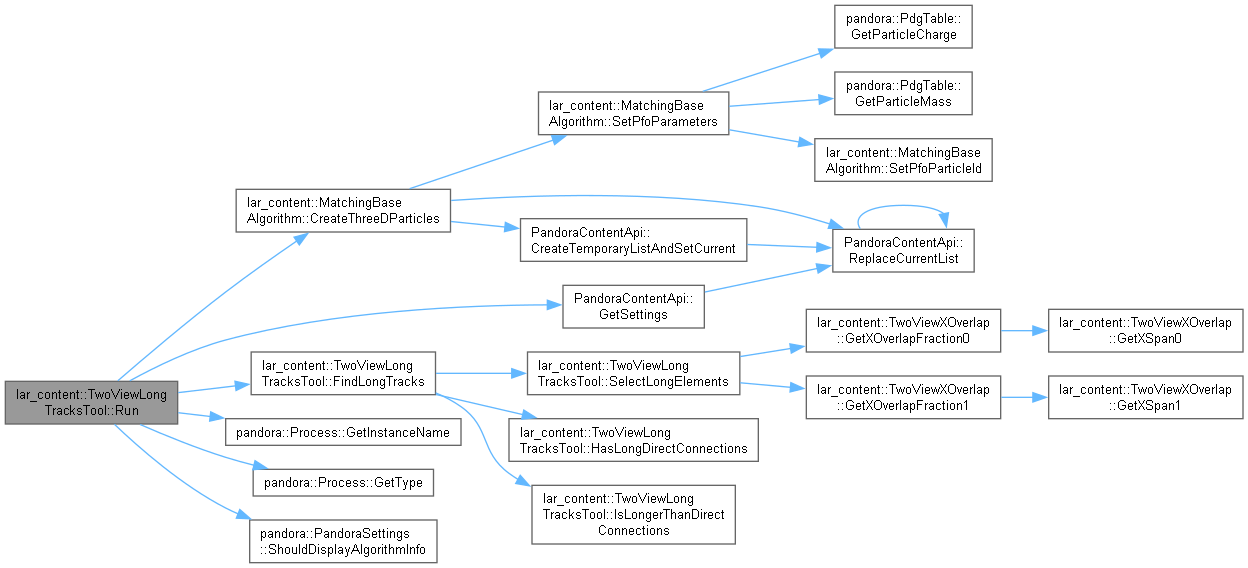 pandora::PdgTable::
GetParticleCharge
pandora::PdgTable::
GetParticleMass
lar_content::MatchingBase
Algorithm::SetPfoParameters
lar_content::MatchingBase
Algorithm::SetPfoParticleId
lar_content::MatchingBase
Algorithm::CreateThreeDParticles
PandoraContentApi::
CreateTemporaryListAndSetCurrent
PandoraContentApi::
ReplaceCurrentList
PandoraContentApi::
GetSettings
lar_content::TwoViewXOverlap
::GetXOverlapFraction0
lar_content::TwoViewXOverlap
::GetXSpan0
lar_content::TwoViewLong
TracksTool::FindLongTracks
lar_content::TwoViewLong
TracksTool::SelectLongElements
lar_content::TwoViewLong
TracksTool::Run
lar_content::TwoViewXOverlap
::GetXOverlapFraction1
lar_content::TwoViewXOverlap
::GetXSpan1
pandora::Process::GetInstanceName
lar_content::TwoViewLong
TracksTool::HasLongDirectConnections
pandora::Process::GetType
lar_content::TwoViewLong
TracksTool::IsLongerThanDirect
Connections
pandora::PandoraSettings
::ShouldDisplayAlgorithmInfo